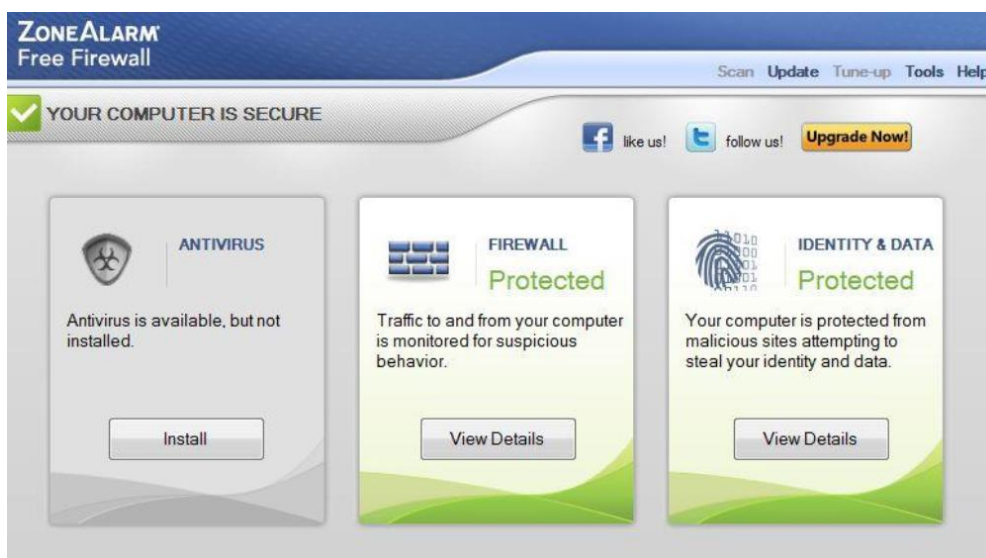 ZONEALARM
Free Firewall
Scan Update Tune-up Tools Help
YOUR COMPUTER IS SECURE
like us! follow us! Upgrade Now!
ANTIVIRUS
Antivirus is available, but not
installed.
Install
FIREWALL
Protected
Traffic to and from your computer
is monitored for suspicious
behavior.
View Details
IDENTITY & DATA
Protected
Your computer is protected from
malicious sites attempting to
steal your identity and data.
View Details